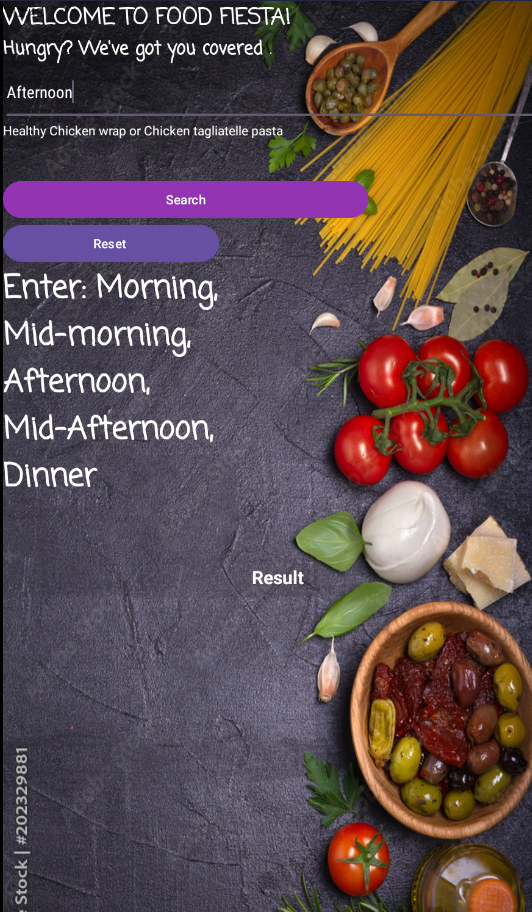 WELCOME TO FOOD FIESTA!
Hungry? We've got you covered .
Afternoon
Healthy Chicken wrap or Chicken tagliatelle pasta
Search
Reset
Enter: Morning,
Mid-morning,
Afternoon,
Mid-Afternoon,
Dinner
Result
Stock | #202329881